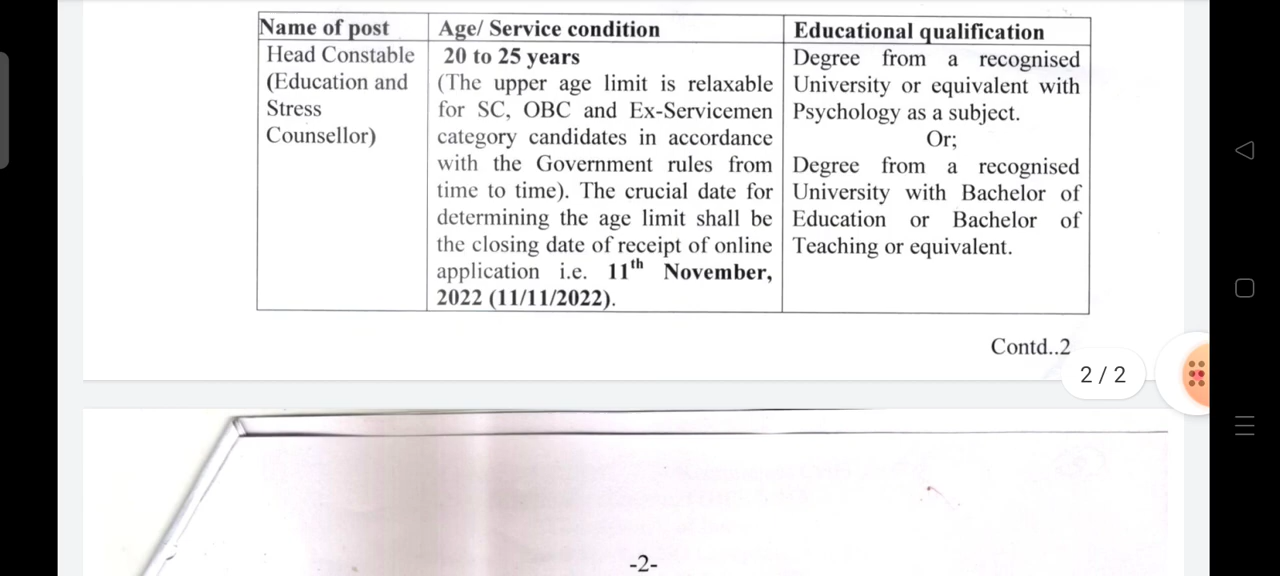 Name of post
Age/ Service condition
Educational qualification
Head Constable
(Education and
Stress
Counsellor)
20 to 25 years
(The upper age limit is relaxable
for SC, OBC and Ex-Servicemen
category candidates in accordance
with the Government rules from
time to time). The crucial date for
determining the age limit shall be
the closing date of receipt of online
application i.e. 11th November,
2022 (11/11/2022).
Degree from a recognised
University or equivalent with
Psychology as a subject.
Or;
Degree from a recognised
University with Bachelor of
Education or Bachelor of
Teaching or equivalent.
Contd..2
2 / 2
-2-